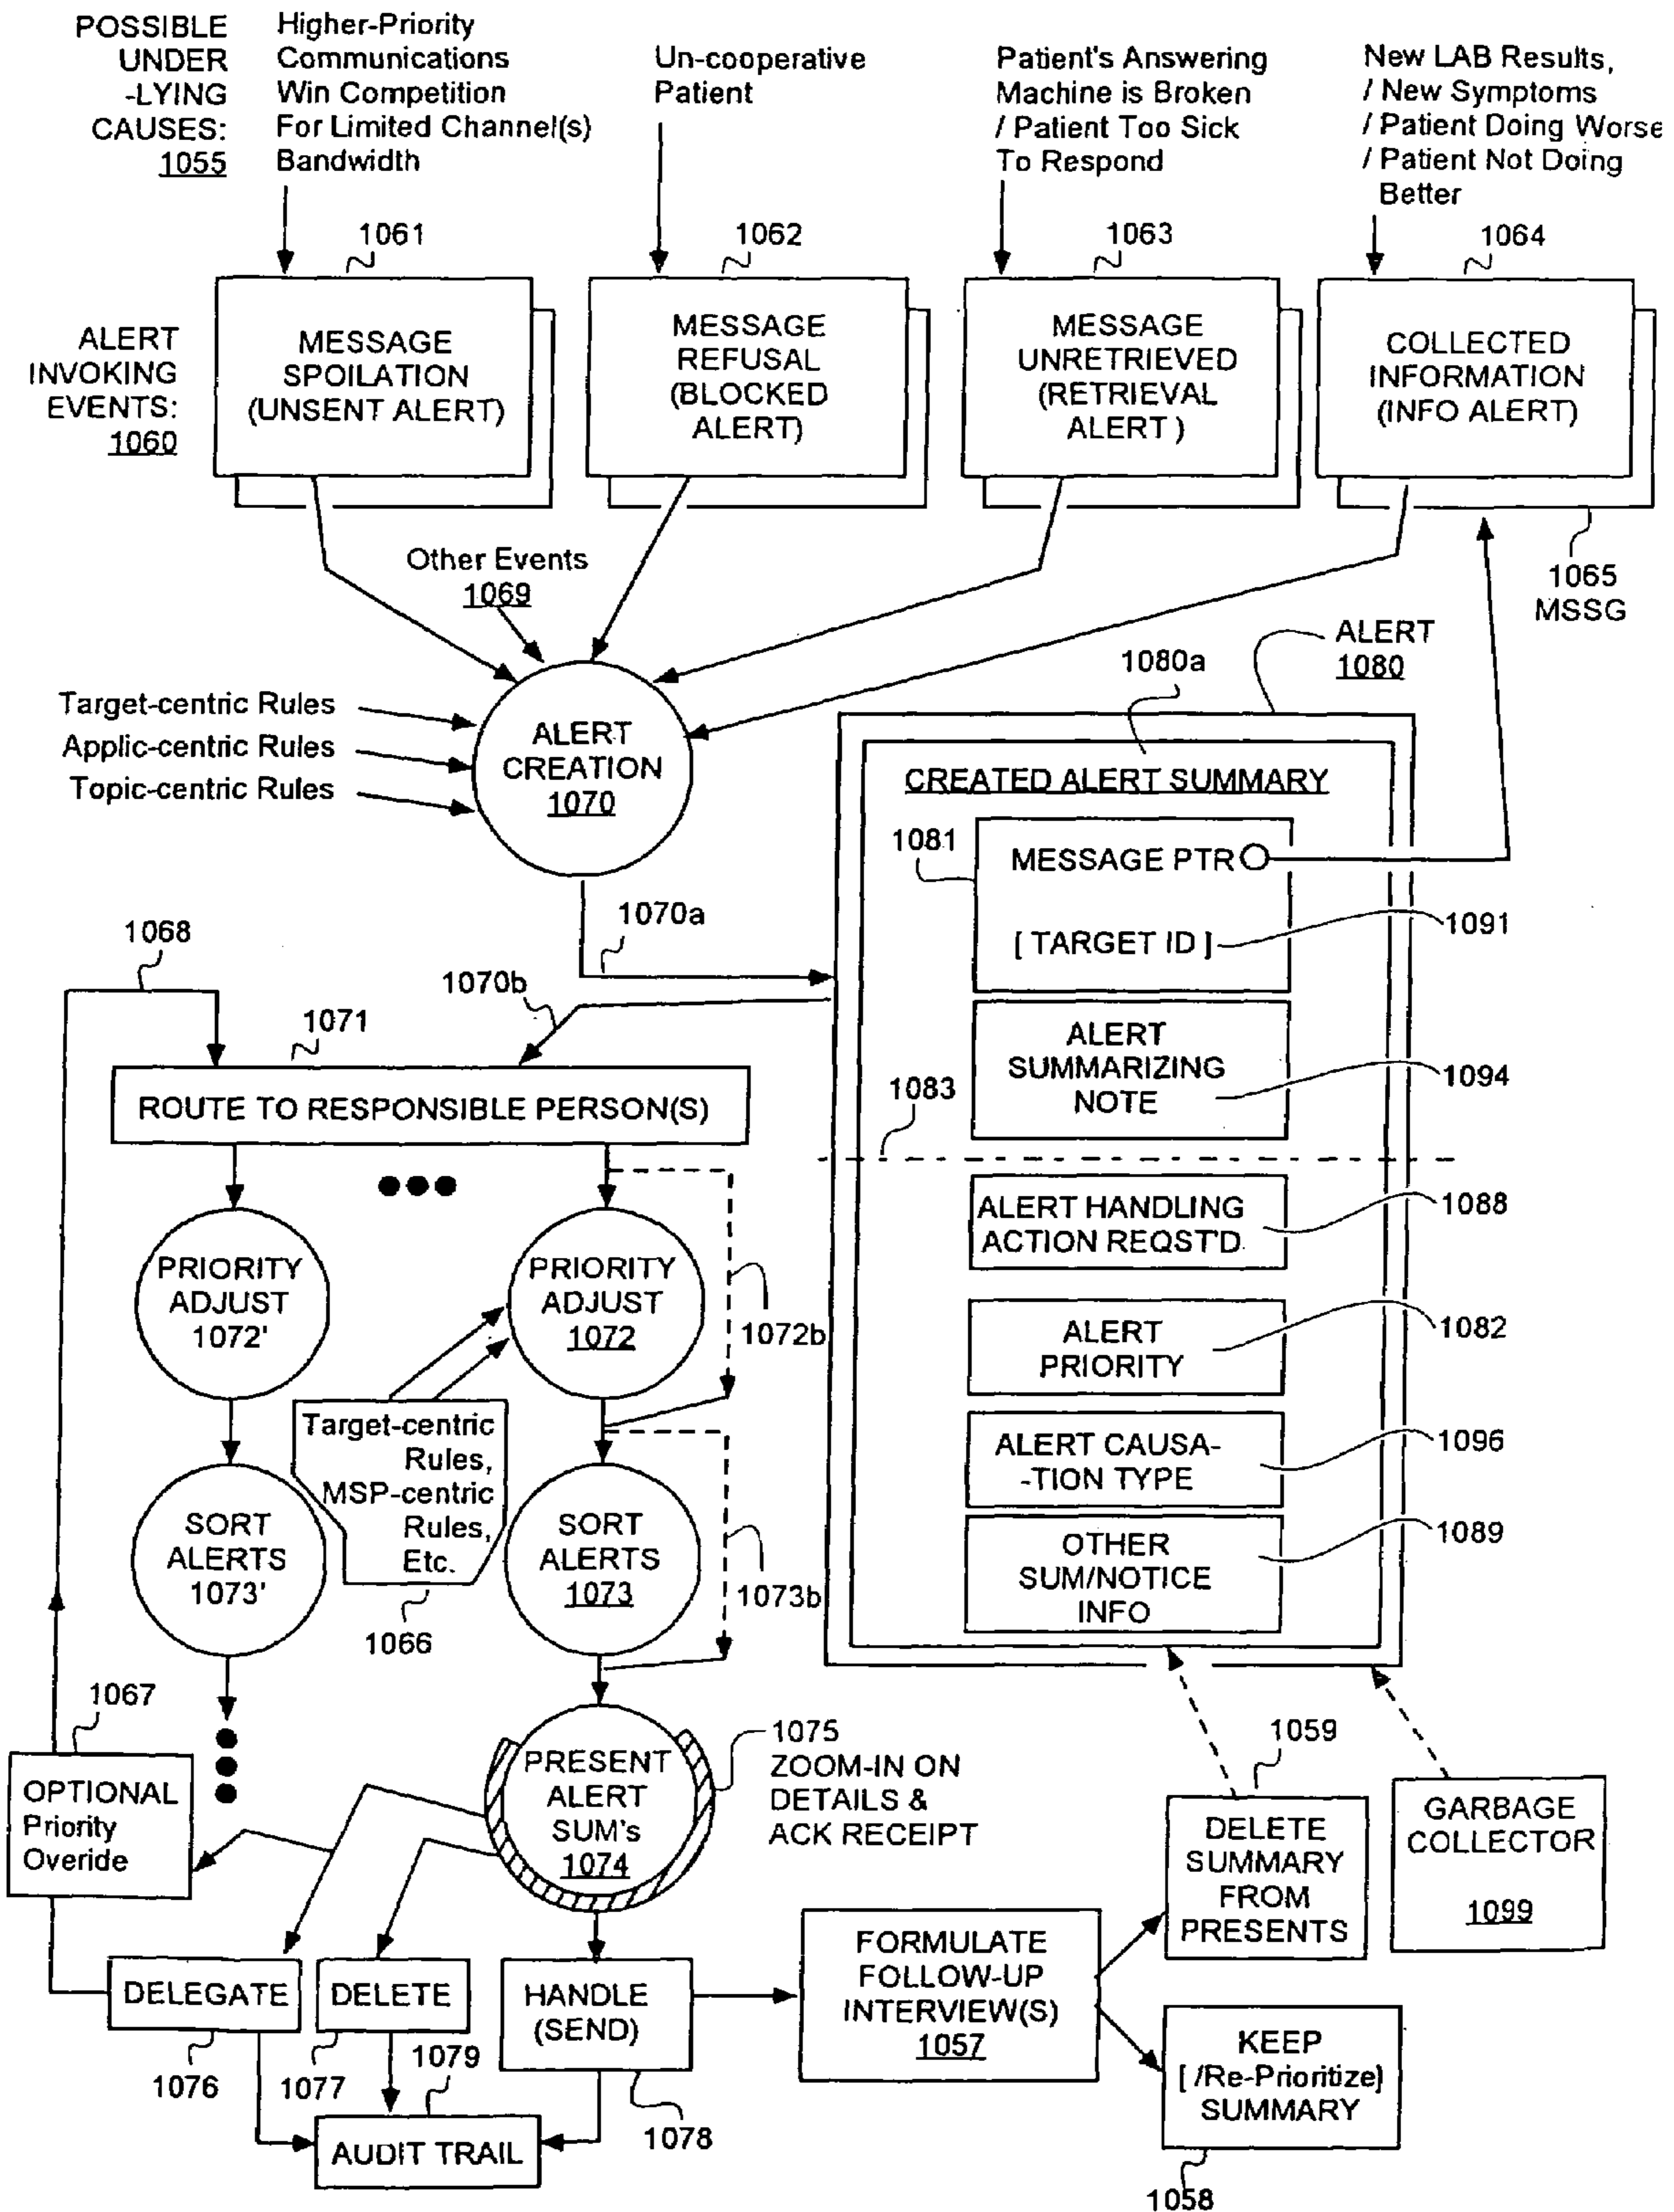 POSSIBLE
UNDER
-LYING
CAUSES:
1055
Higher-Priority
Communications
Win Competition
For Limited Channel(s)
Bandwidth
Un-cooperative
Patient
Patient's Answering
Machine is Broken
/ Patient Too Sick
To Respond
New LAB Results,
/ New Symptoms
/ Patient Doing Worse
/ Patient Not Doing
Better
1061
1062
1063
1064
ALERT
INVOKING
EVENTS:
1060
MESSAGE
SPOILATION
(UNSENT ALERT)
MESSAGE
REFUSAL
(BLOCKED
ALERT)
MESSAGE
UNRETRIEVED
(RETRIEVAL
ALERT )
COLLECTED
INFORMATION
(INFO ALERT)
Other Events
1069
1065
MSSG
ALERT
1080
1080a
Target-centric Rules
Applic-centric Rules
Topic-centric Rules
ALERT
CREATION
1070
CREATED ALERT SUMMARY
1081
MESSAGE PTR
[ TARGET ID ]
1091
1070a
1070b
1068
1071
ROUTE TO RESPONSIBLE PERSON(S)
ALERT
SUMMARIZING
NOTE
1094
1083
ALERT HANDLING
ACTION REQST'D.
1088
PRIORITY
ADJUST
1072'
PRIORITY
ADJUST
1072
1072b
ALERT
PRIORITY
1082
Target-centric
Rules,
MSP-centric
Rules,
Etc.
1066
ALERT CAUSA-
-TION TYPE
1096
SORT
ALERTS
1073'
SORT
ALERTS
1073
1073b
OTHER
SUM/NOTICE
INFO
1089
1067
OPTIONAL
Priority
Overide
PRESENT
ALERT
SUM's
1074
1075
ZOOM-IN ON
DETAILS &
ACK RECEIPT
1059
DELETE
SUMMARY
FROM
PRESENTS
GARBAGE
COLLECTOR
1099
DELEGATE
DELETE
HANDLE
(SEND)
FORMULATE
FOLLOW-UP
INTERVIEW(S)
1057
KEEP
[ /Re-Prioritize]
SUMMARY
1076
1077
1079
1078
1058
AUDIT TRAIL